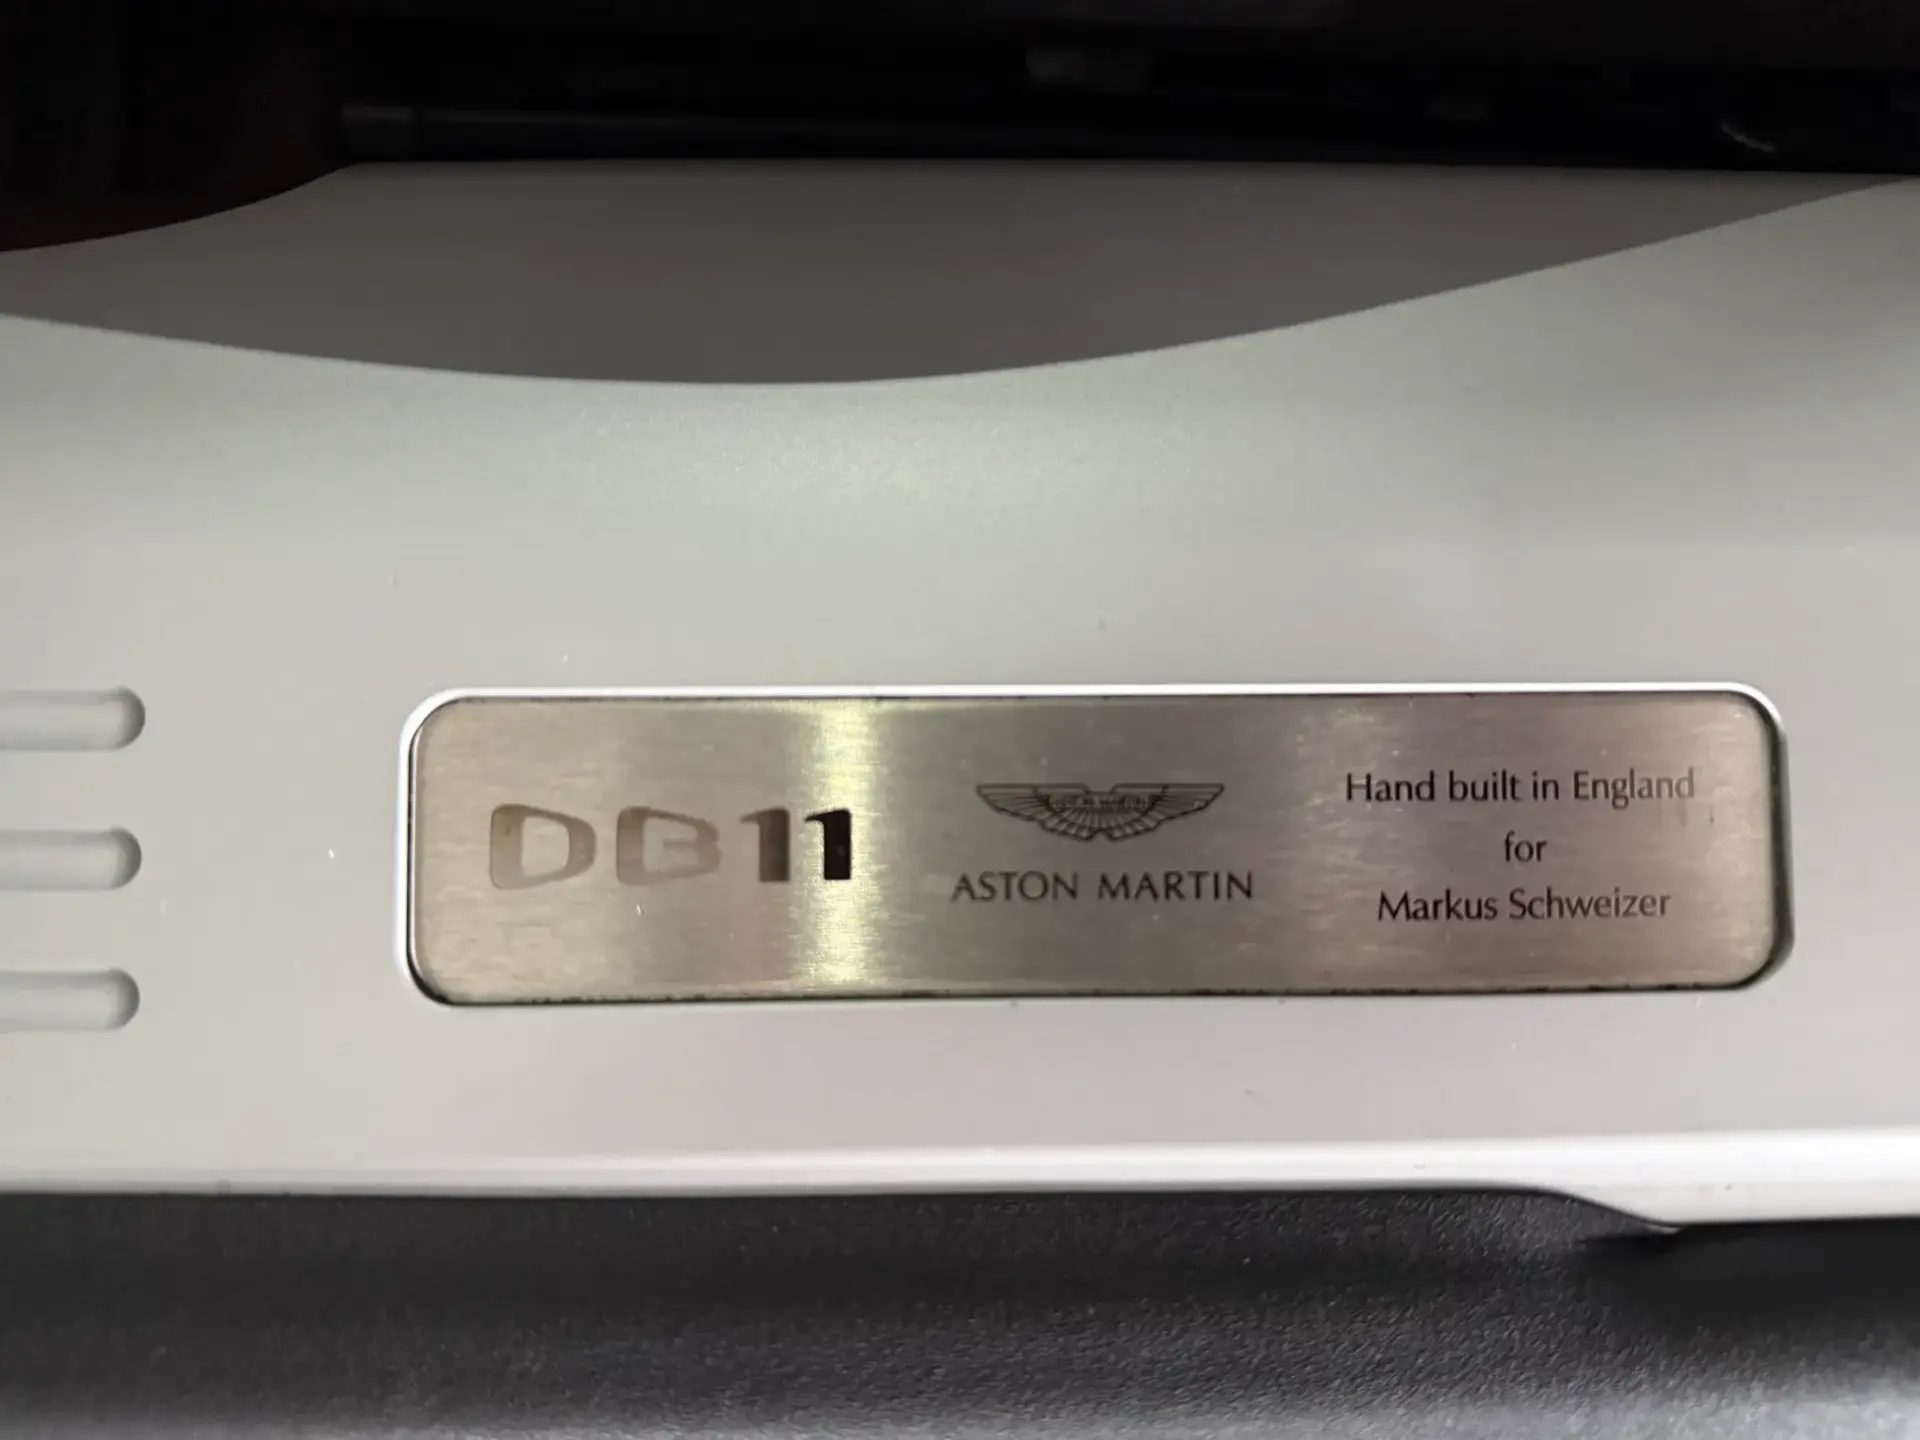 DB11
ASTON MARTIN
Hand built in England
for
Markus Schweizer